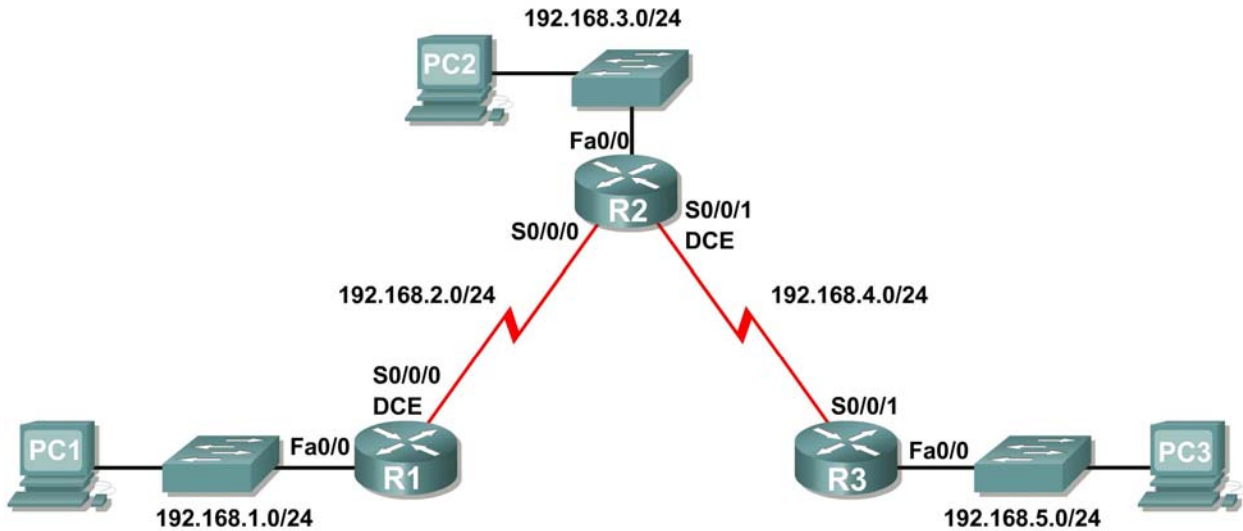 192.168.3.0/24
PC2
Fa0/0
R2
S0/0/0
S0/0/1
DCE
192.168.2.0/24
192.168.4.0/24
S0/0/0
DCE
S0/0/1
PC1
Fa0/0
R1
R3
Fa0/0
PC3
192.168.1.0/24
192.168.5.0/24